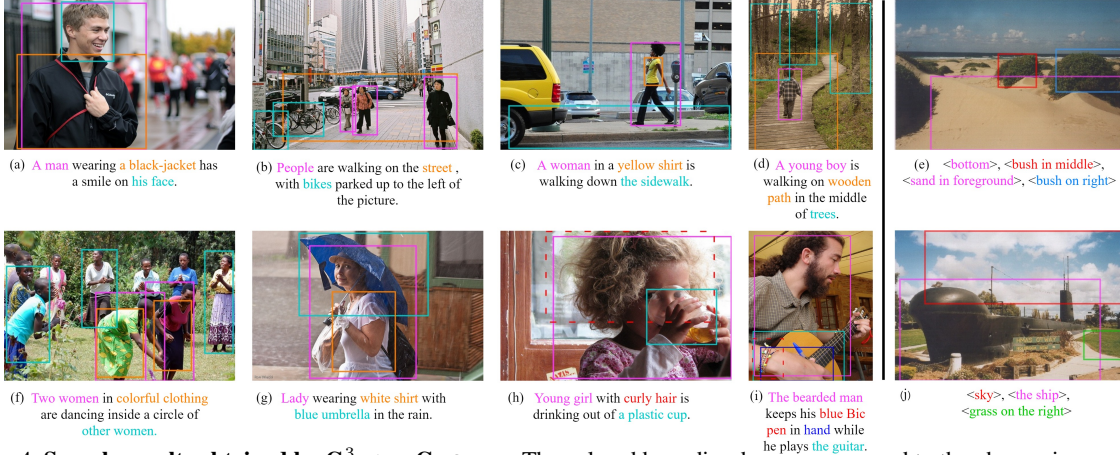 (a) A man wearing a black-jacket has
a smile on his face.
(b) People are walking on the street ,
with bikes parked up to the left of
the picture.
(c) A woman in a yellow shirt is
walking down the sidewalk.
(d) A young boy is
walking on wooden
path in the middle
of trees.
(e) <bottom>, <bush in middle>,
<sand in foreground>, <bush on right>
(f) Two women in colorful clothing
are dancing inside a circle of
other women.
(g) Lady wearing white shirt with
blue umbrella in the rain.
(h) Young girl with curly hair is
drinking out of a plastic cup.
(i) The bearded man
keeps his blue Bic
pen in hand while
he plays the guitar.
(j) <sky>, <the ship>,
<grass on the right>